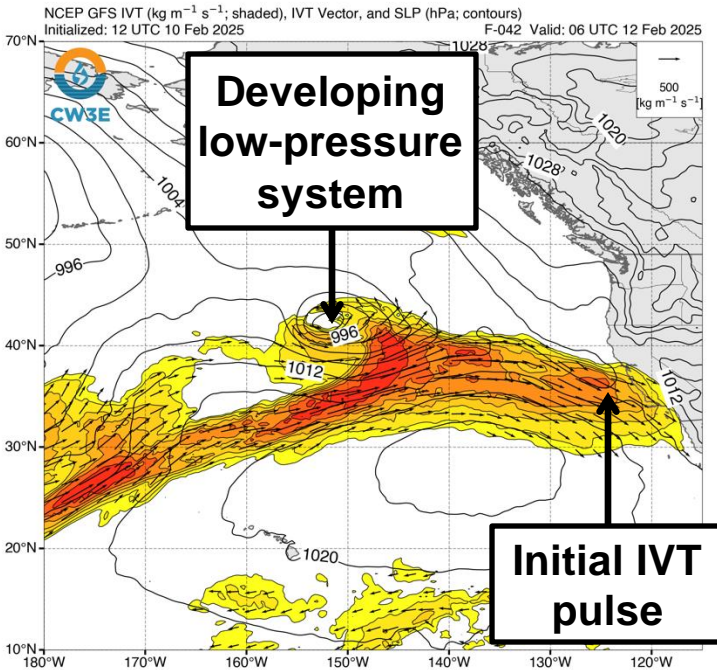 NCEP GFS IVT (kg m⁻¹ s⁻¹; shaded), IVT Vector, and SLP (hPa; contours)
Initialized: 12 UTC 10 Feb 2025
F-042 Valid: 06 UTC 12 Feb 2025
70°N
60°N
50°N
40°N
30°N
20°N
10°N
CW3E
Developing
low-pressure
system
500
[kg m⁻¹ s⁻¹]
1028
1020
1028
1004
996
996
1012
1012
1020
Initial IVT
pulse
180°W
170°W
160°W
150°W
140°W
130°W
120°W